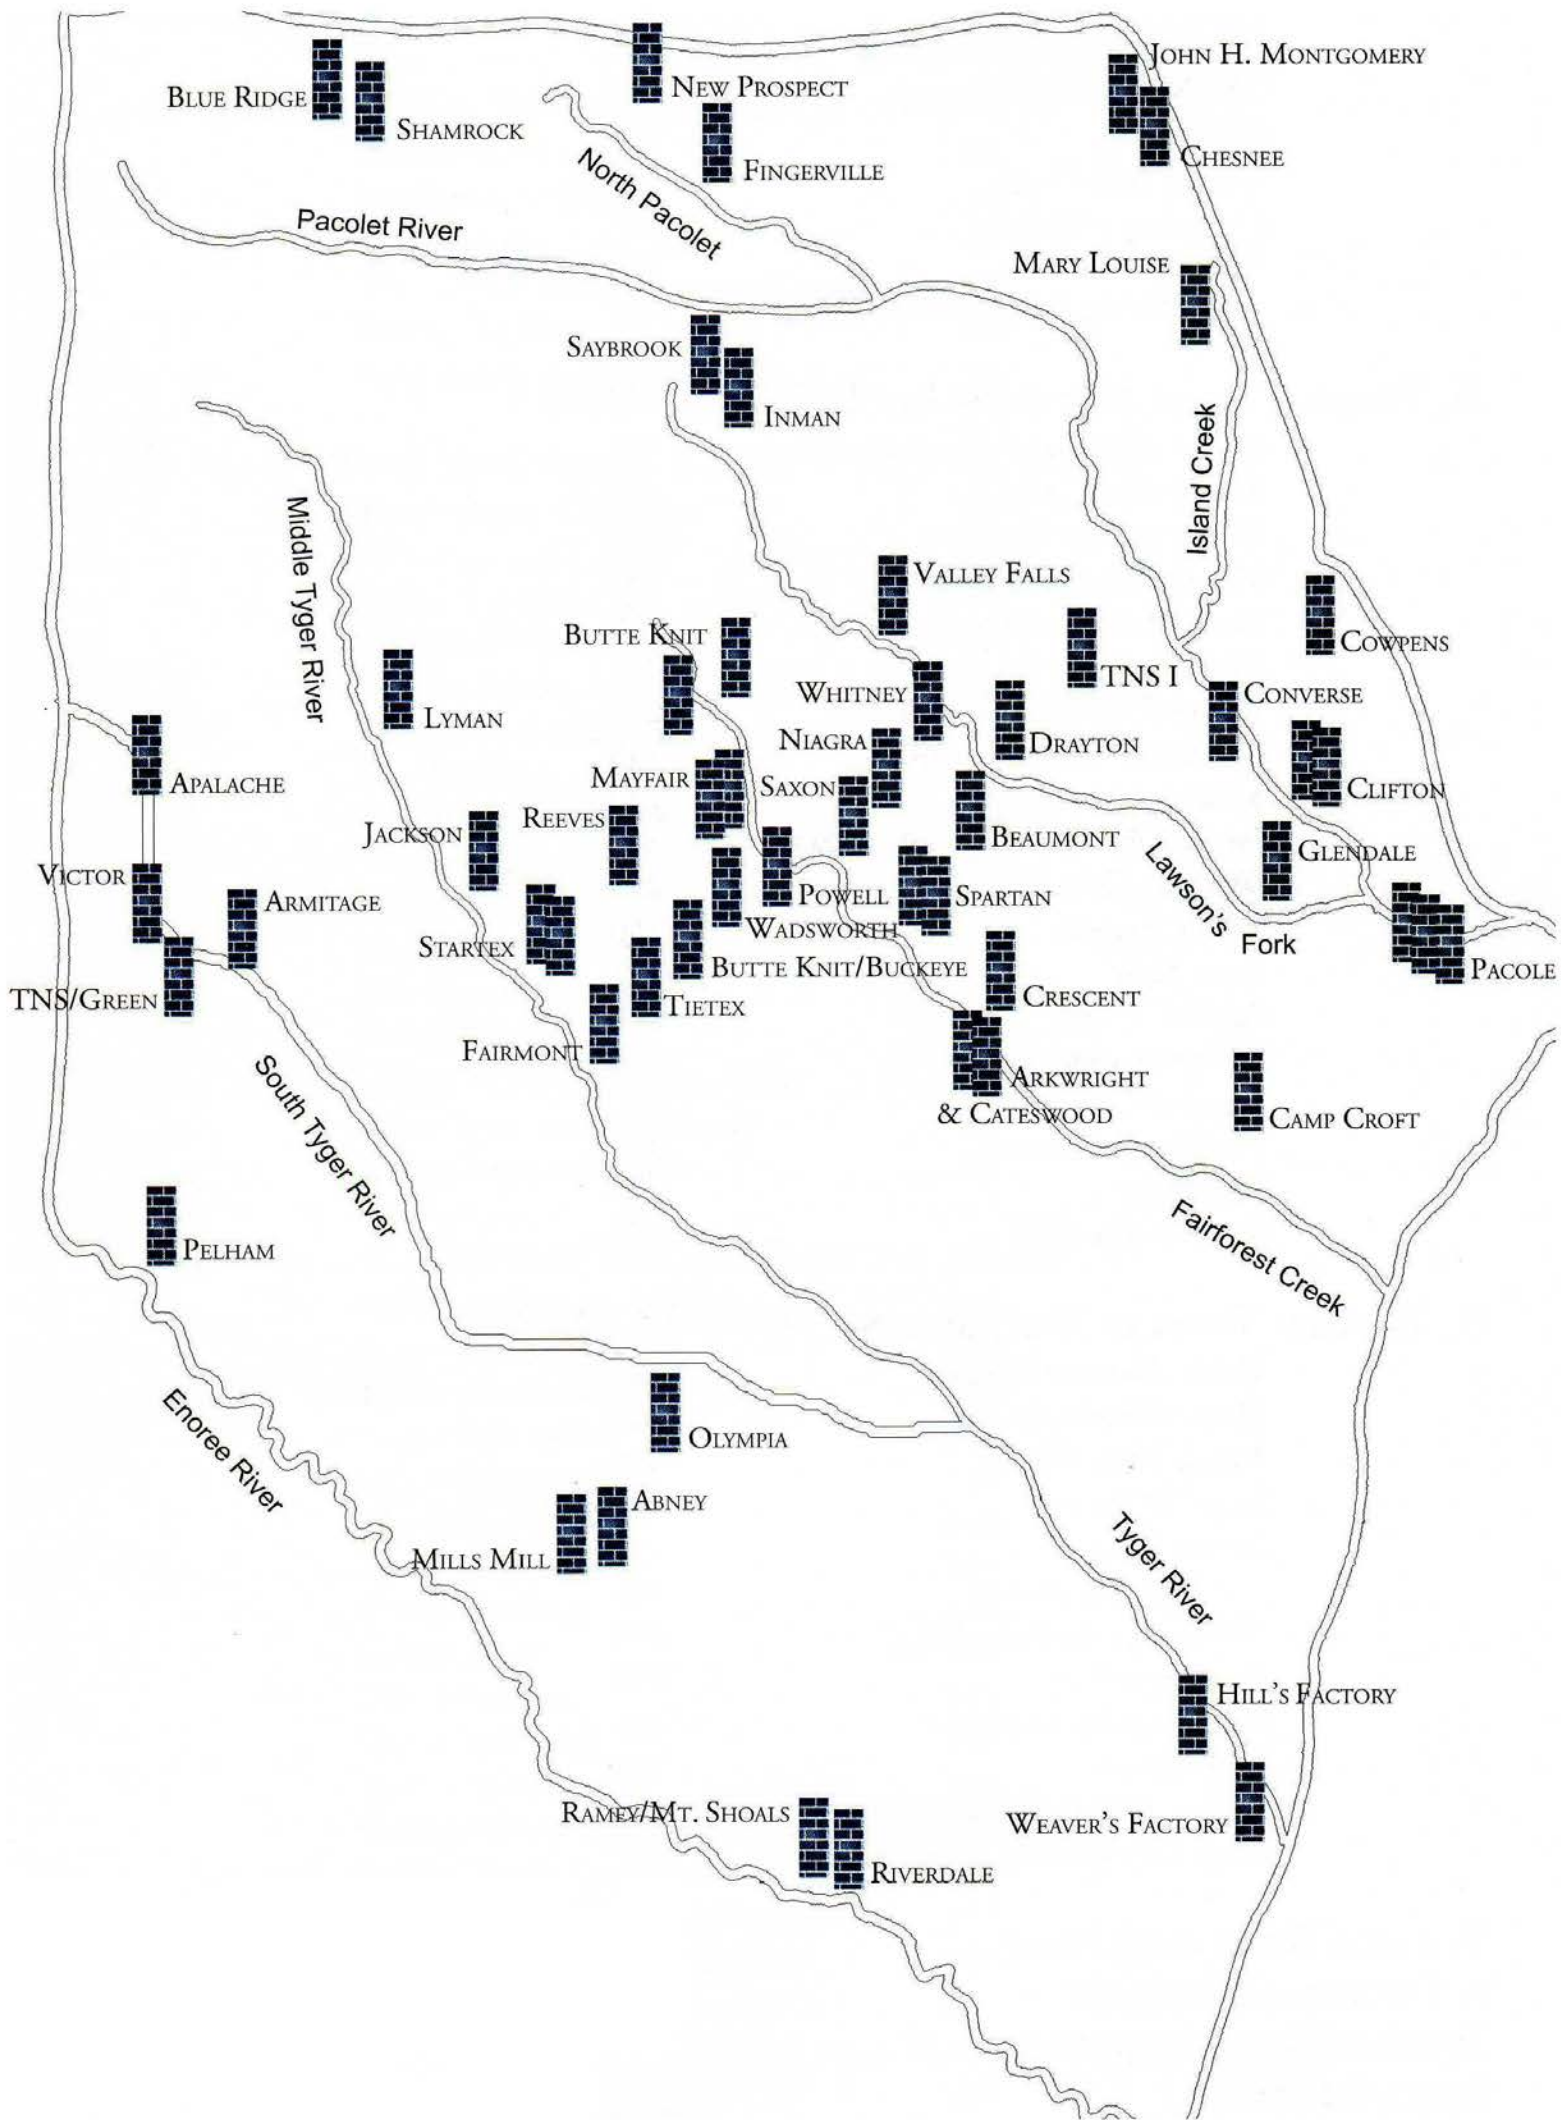 John H. Montgomery
New Prospect
Blue Ridge
Shamrock
Chesnee
Fingerville
North Pacolet
Pacolet River
Mary Louise
Saybrook
Inman
Island Creek
Middle Tyger River
Valley Falls
Butte Knit
Cowpens
TNS I
Whitney
Converse
Lyman
Niagra
Drayton
Mayfair
Saxon
Apalache
Clifton
Reeves
Jackson
Beaumont
Glendale
Victor
Lawson's
Fork
Armitage
Powell
Spartan
Wadsworth
Startex
Butte Knit/Buckeye
Pacole
TNS/Green
Tietex
Crescent
Fairmont
Arkwright
& Cateswood
Camp Croft
South Tyger River
Fairforest Creek
Pelham
Enoree River
Olympia
Abney
Mills Mill
Tyger River
Hill's Factory
Ramey/Mt. Shoals
Weaver's Factory
Riverdale